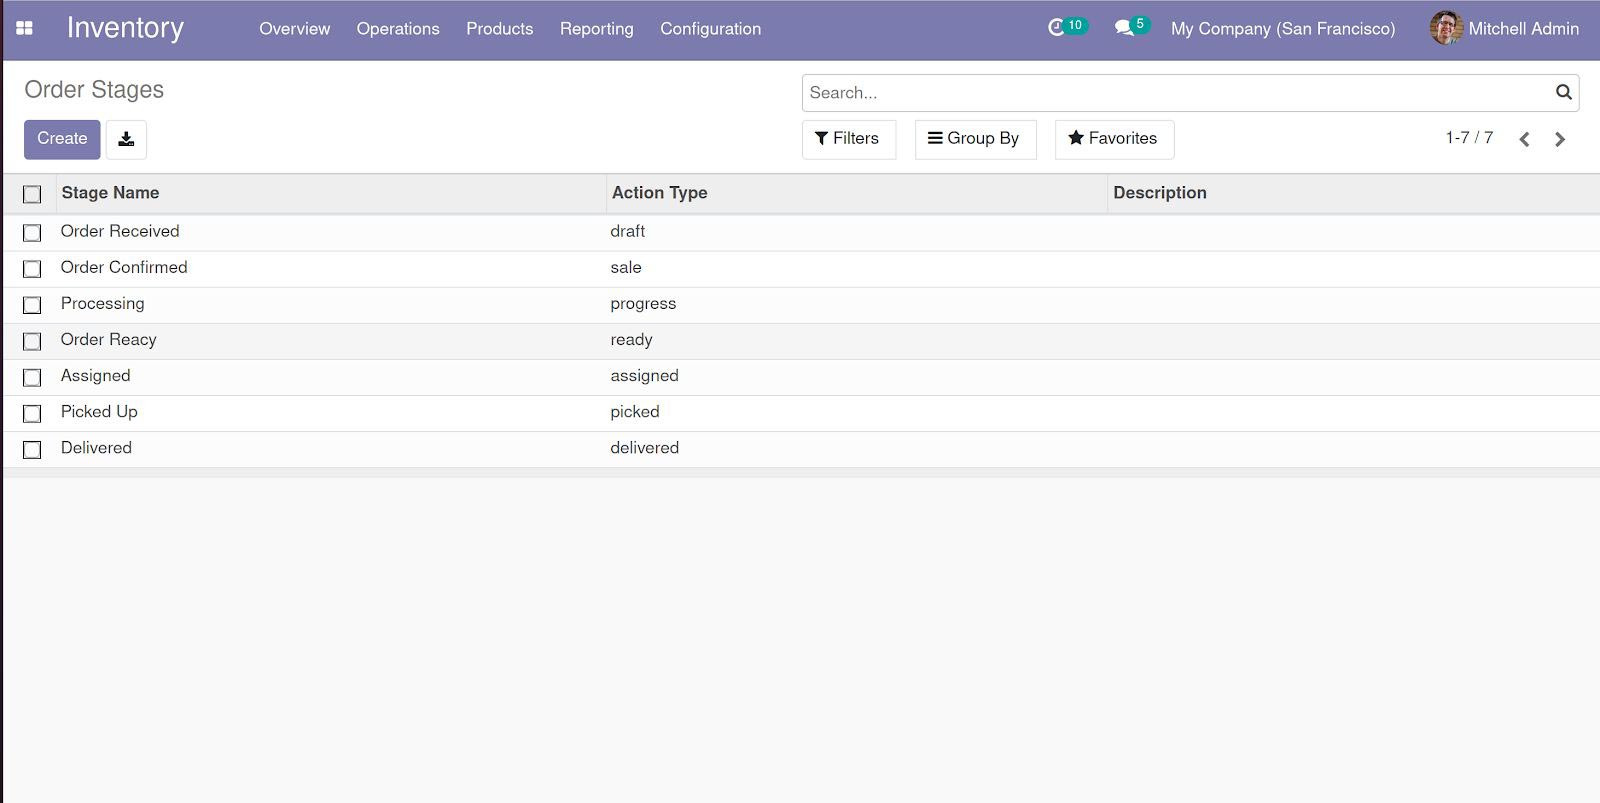 Inventory Overview Operations Products Reporting Configuration 10 5 My Company (San Francisco) Mitchell Admin
Order Stages
Search...
Create Filters Group By Favorites 1-7 / 7
Stage Name Action Type Description
Order Received draft
Order Confirmed sale
Processing progress
Order Reacy ready
Assigned assigned
Picked Up picked
Delivered delivered